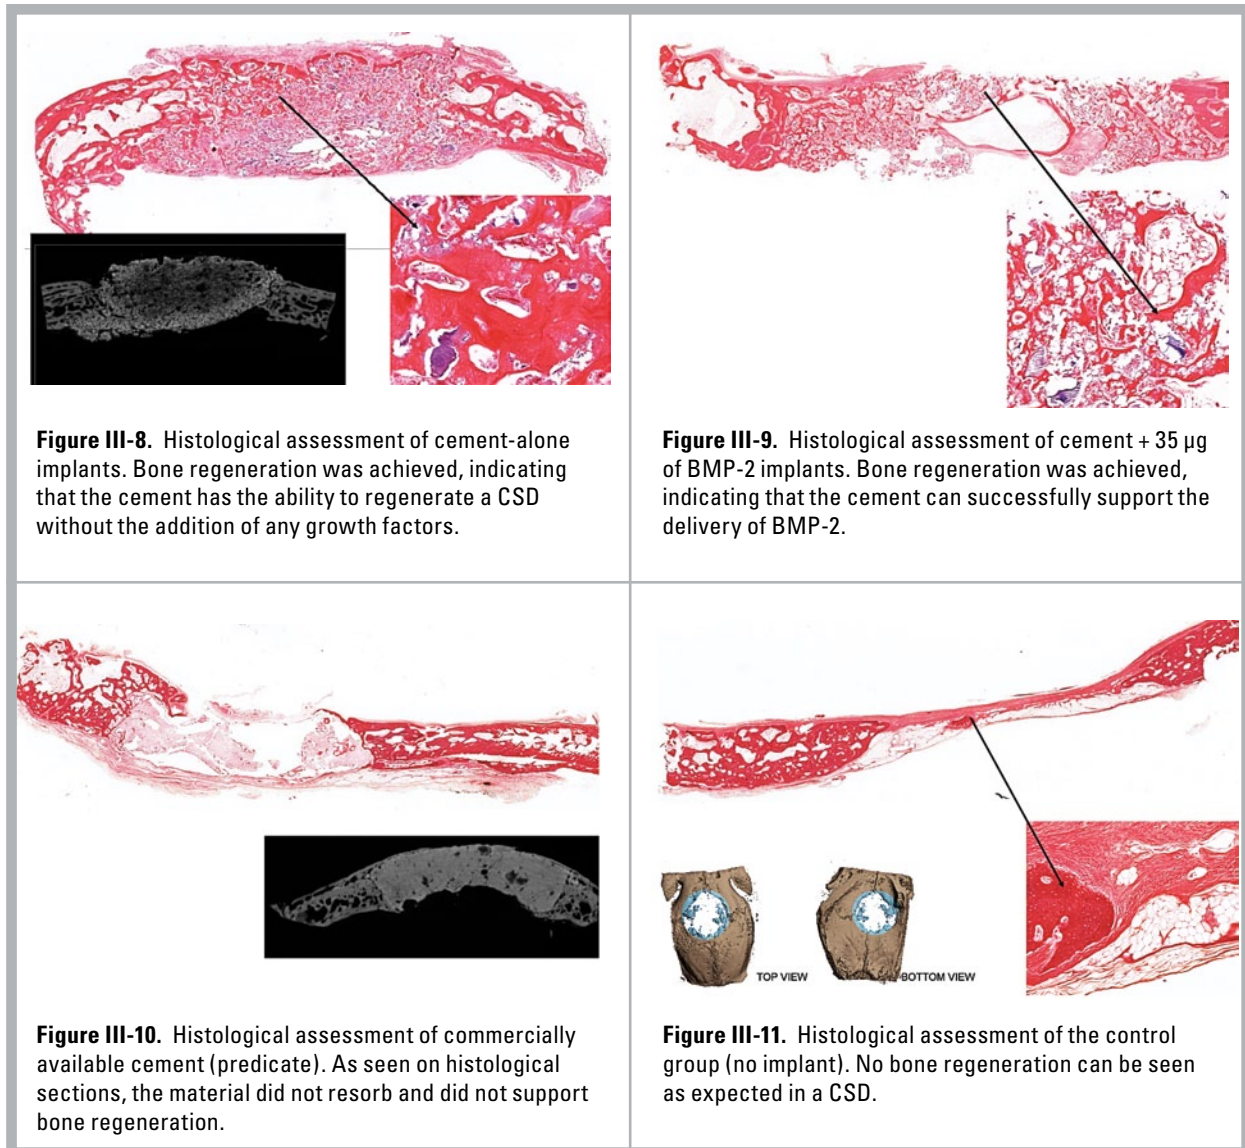 Figure III-8. Histological assessment of cement-alone
implants. Bone regeneration was achieved, indicating
that the cement has the ability to regenerate a CSD
without the addition of any growth factors.
Figure III-9. Histological assessment of cement + 35 µg
of BMP-2 implants. Bone regeneration was achieved,
indicating that the cement can successfully support the
delivery of BMP-2.
TOP VIEW
BOTTOM VIEW
Figure III-10. Histological assessment of commercially
available cement (predicate). As seen on histological
sections, the material did not resorb and did not support
bone regeneration.
Figure III-11. Histological assessment of the control
group (no implant). No bone regeneration can be seen
as expected in a CSD.